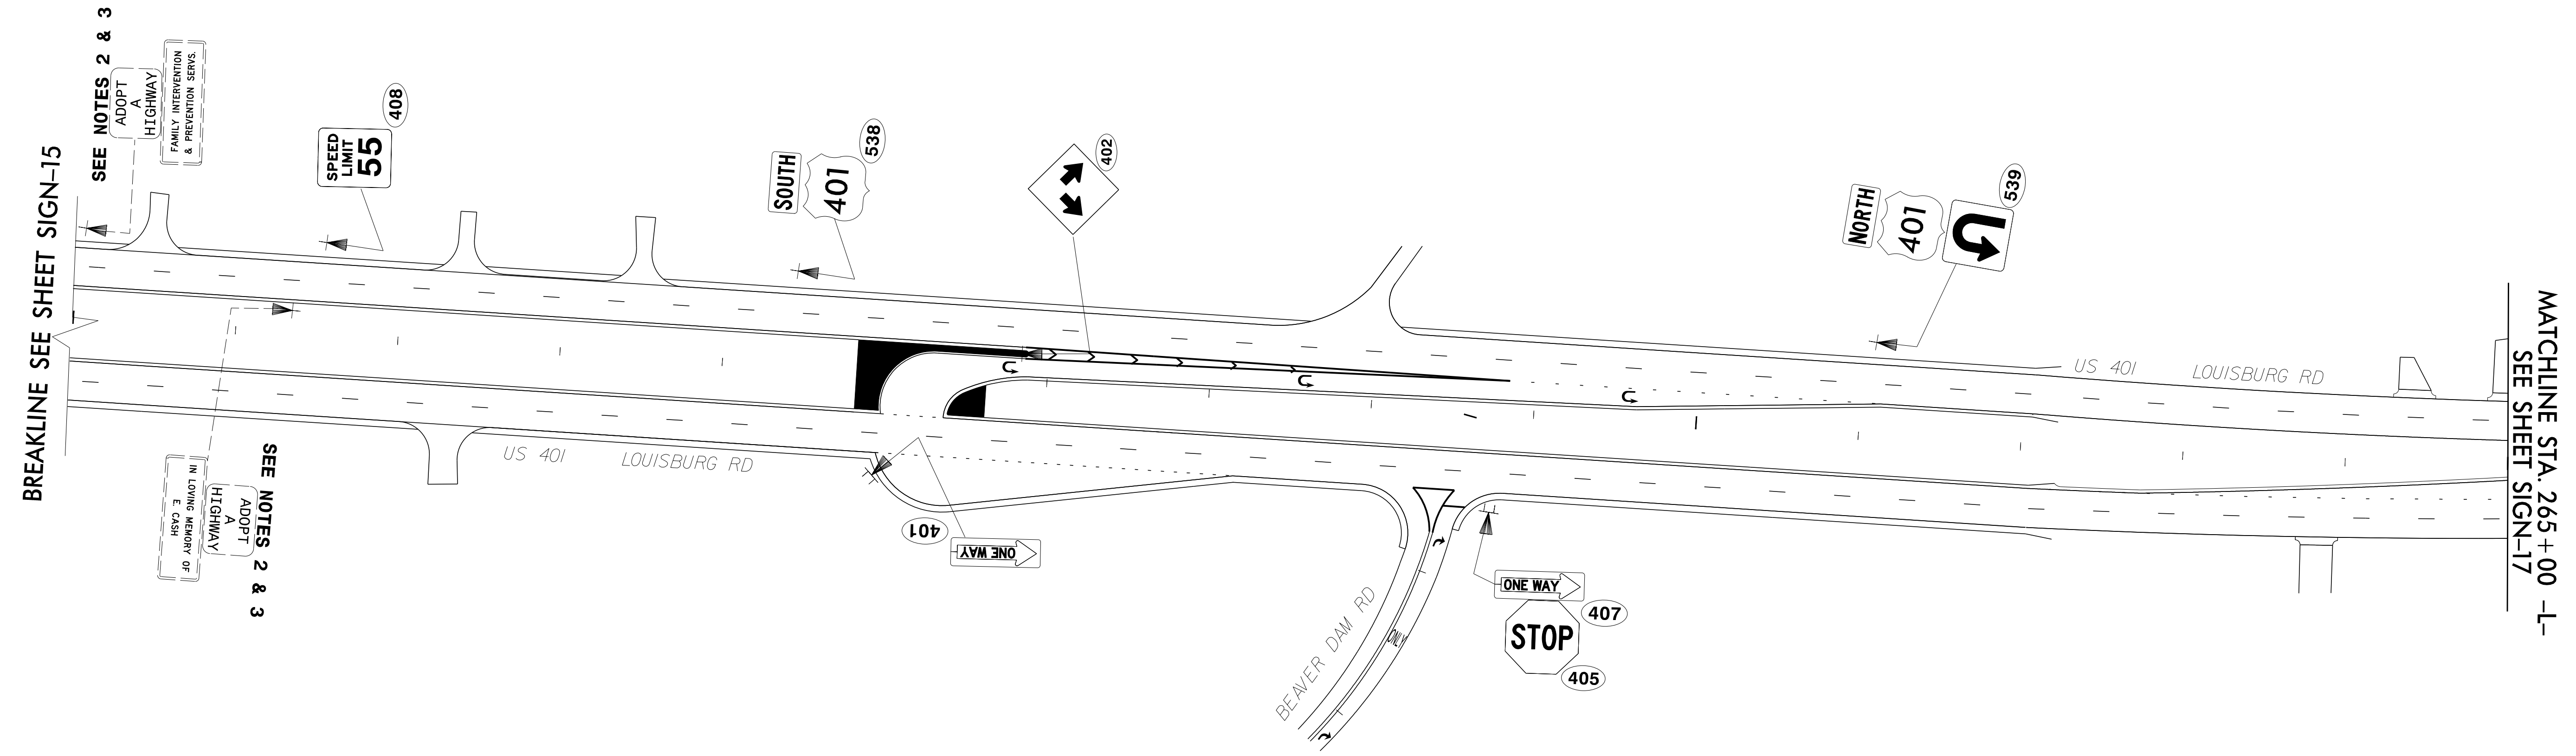 BREAKLINE SEE SHEET SIGN-15
SEE NOTES 2 & 3
ADOPT
A
HIGHWAY
FAMILY INTERVENTION
& PREVENTION SERVS.
SPEED
LIMIT
55
408
SOUTH
401
538
402
NORTH
401
539
MATCHLINE STA. 265+00 -L-
SEE SHEET SIGN-17
US 401 LOUISBURG RD
US 401 LOUISBURG RD
SEE NOTES 2 & 3
ADOPT
A
HIGHWAY
IN LOVING MEMORY OF
E. CASH
401
ONE WAY
BEAVER DAM RD
ONLY
ONE WAY
407
STOP
405